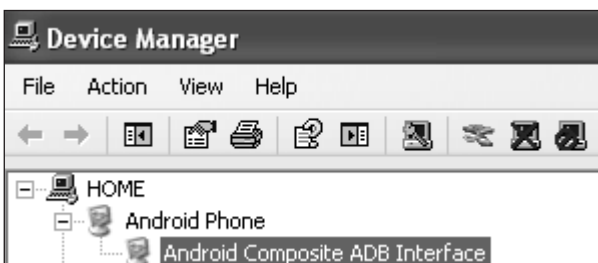 Device Manager
File Action View Help
HOME
Android Phone
Android Composite ADB Interface